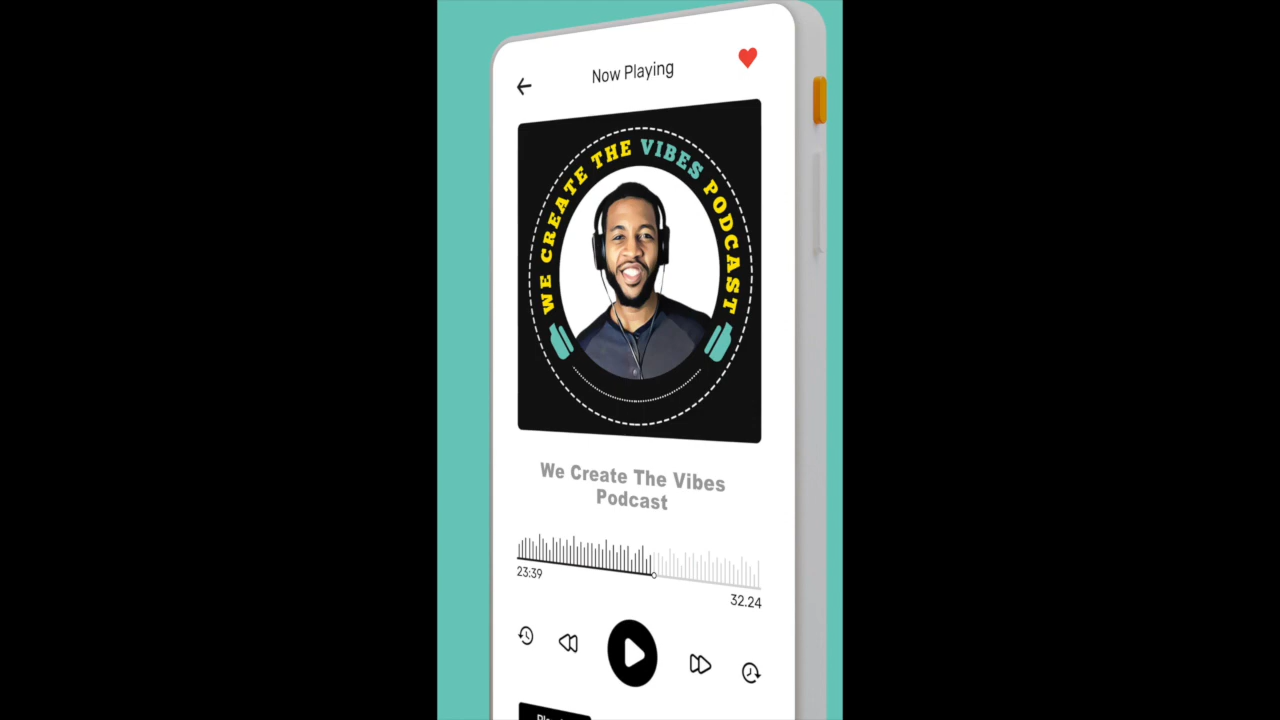 Now Playing
WE CREATE THE VIBES PODCAST
We Create The Vibes
Podcast
23:39
32.24